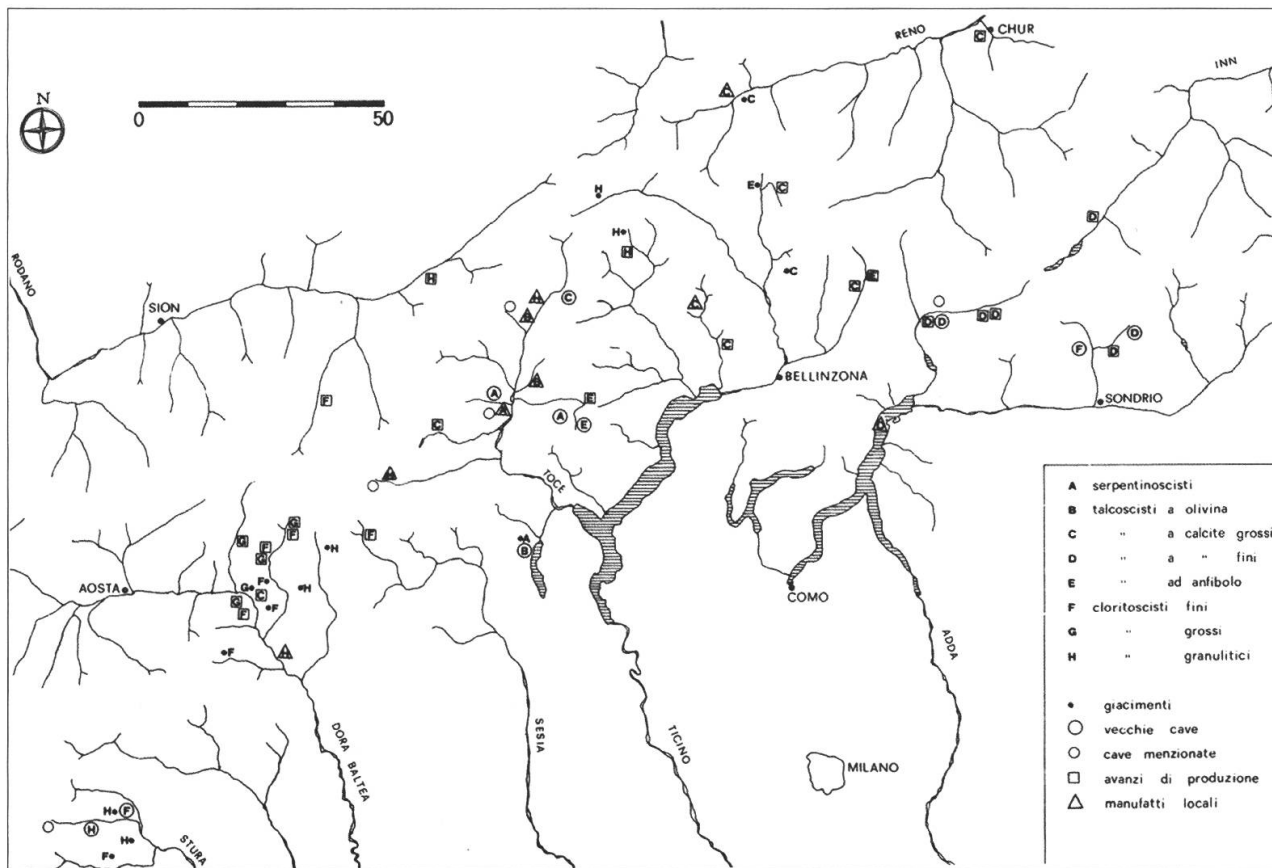 RENO
CHUR
INN
N
0 50
C
C
C
E
C
H
H
H
H
C
D
C
E
C
C
C
RODANO
SION
H
B
D
D
D
D
D
F
D
BELLINZONA
SONDRIO
A
B
E
A
E
F
C
H
TOCE
A
B
G
F
G
F
G
F
H
F
AOSTA
G
F
C
H
G
F
F
F
H
COMO
ADDA
DORA BALTEA
SESIA
TICINO
MILANO
H
F
H
H
F
STURA
A serpentinoscisti
B talcoscisti a olivina
C " a calcite grossi
D " a " fini
E " ad anfibolo
F cloritoscisti fini
G " grossi
H " granulitici
giacimenti
vecchie cave
cave menzionate
avanzi di produzione
manufatti locali